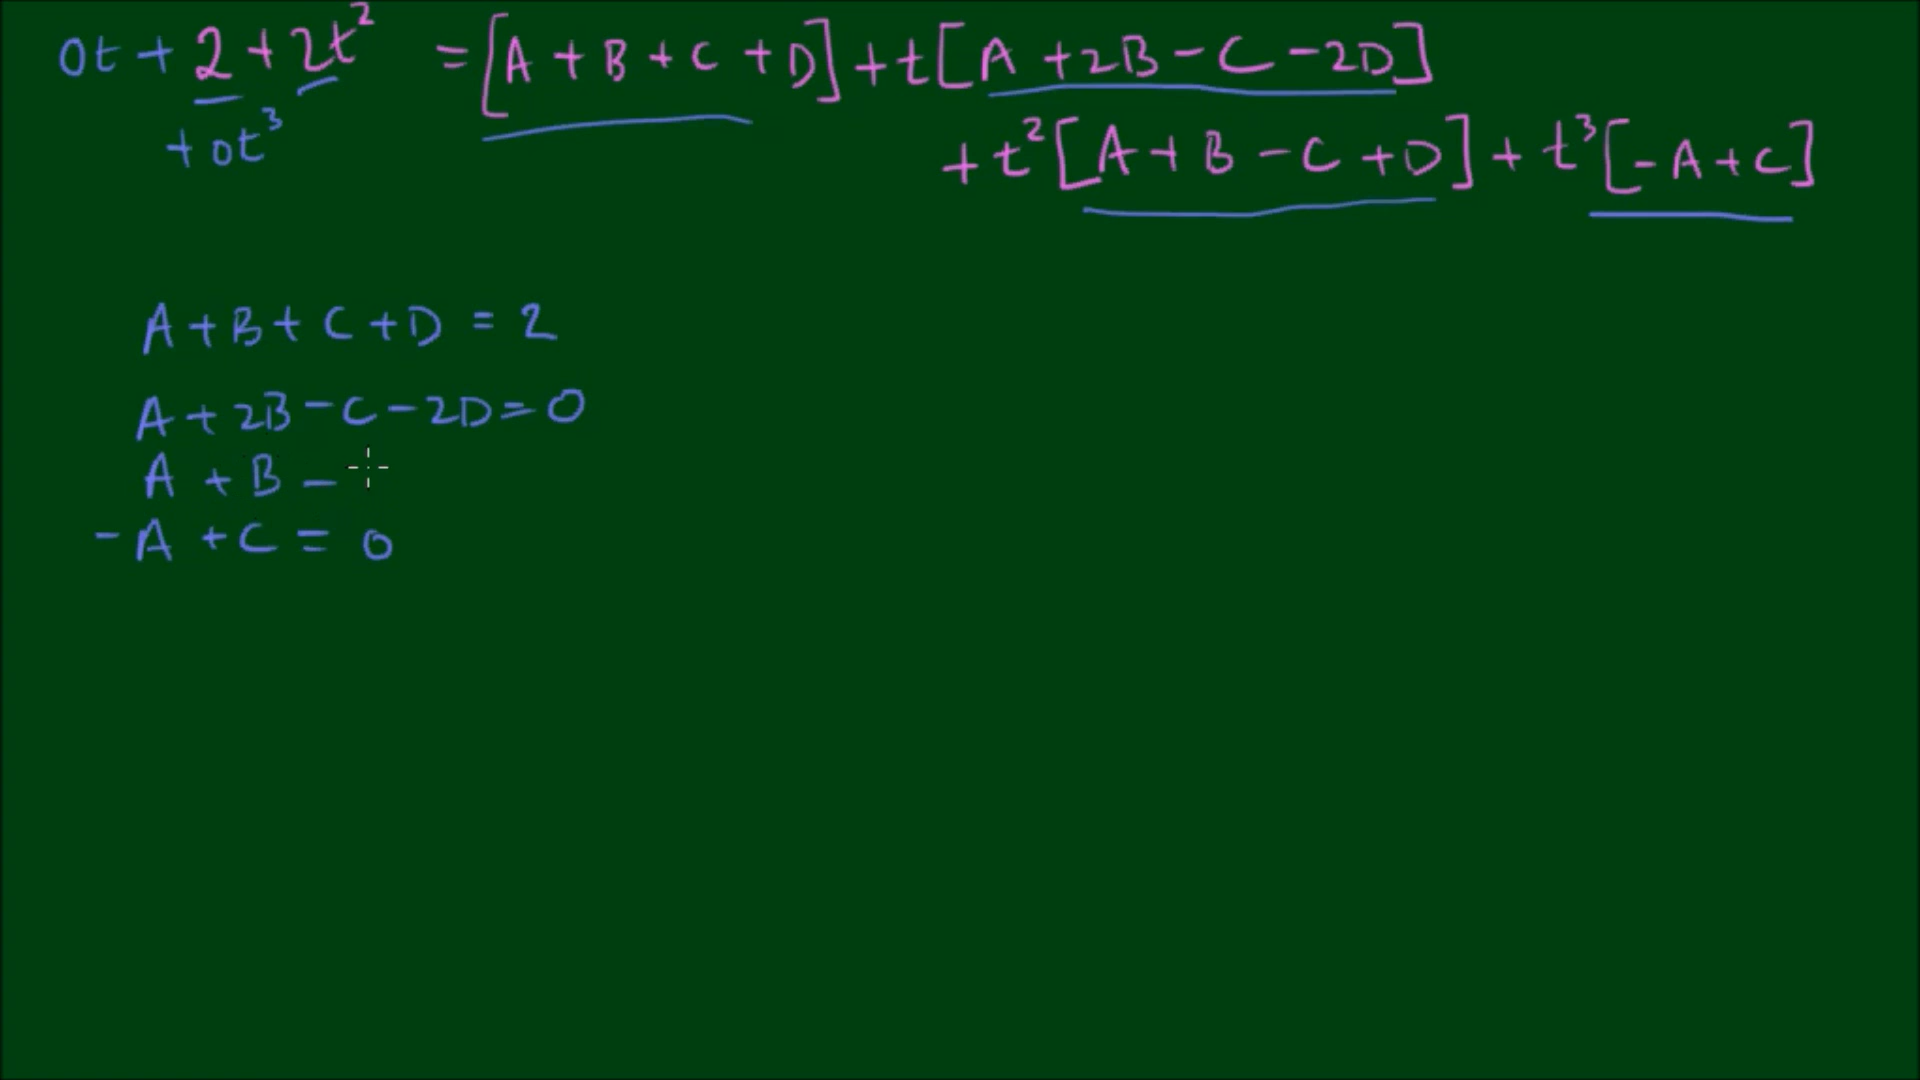 0t + 2 + 2t² = [A + B + C + D] + t[A + 2B - C - 2D]
+ 0t³
+ t²[A + B - C + D] + t³[-A + C]
A + B + C + D = 2
A + 2B - C - 2D = 0
A + B -
- A + C = 0